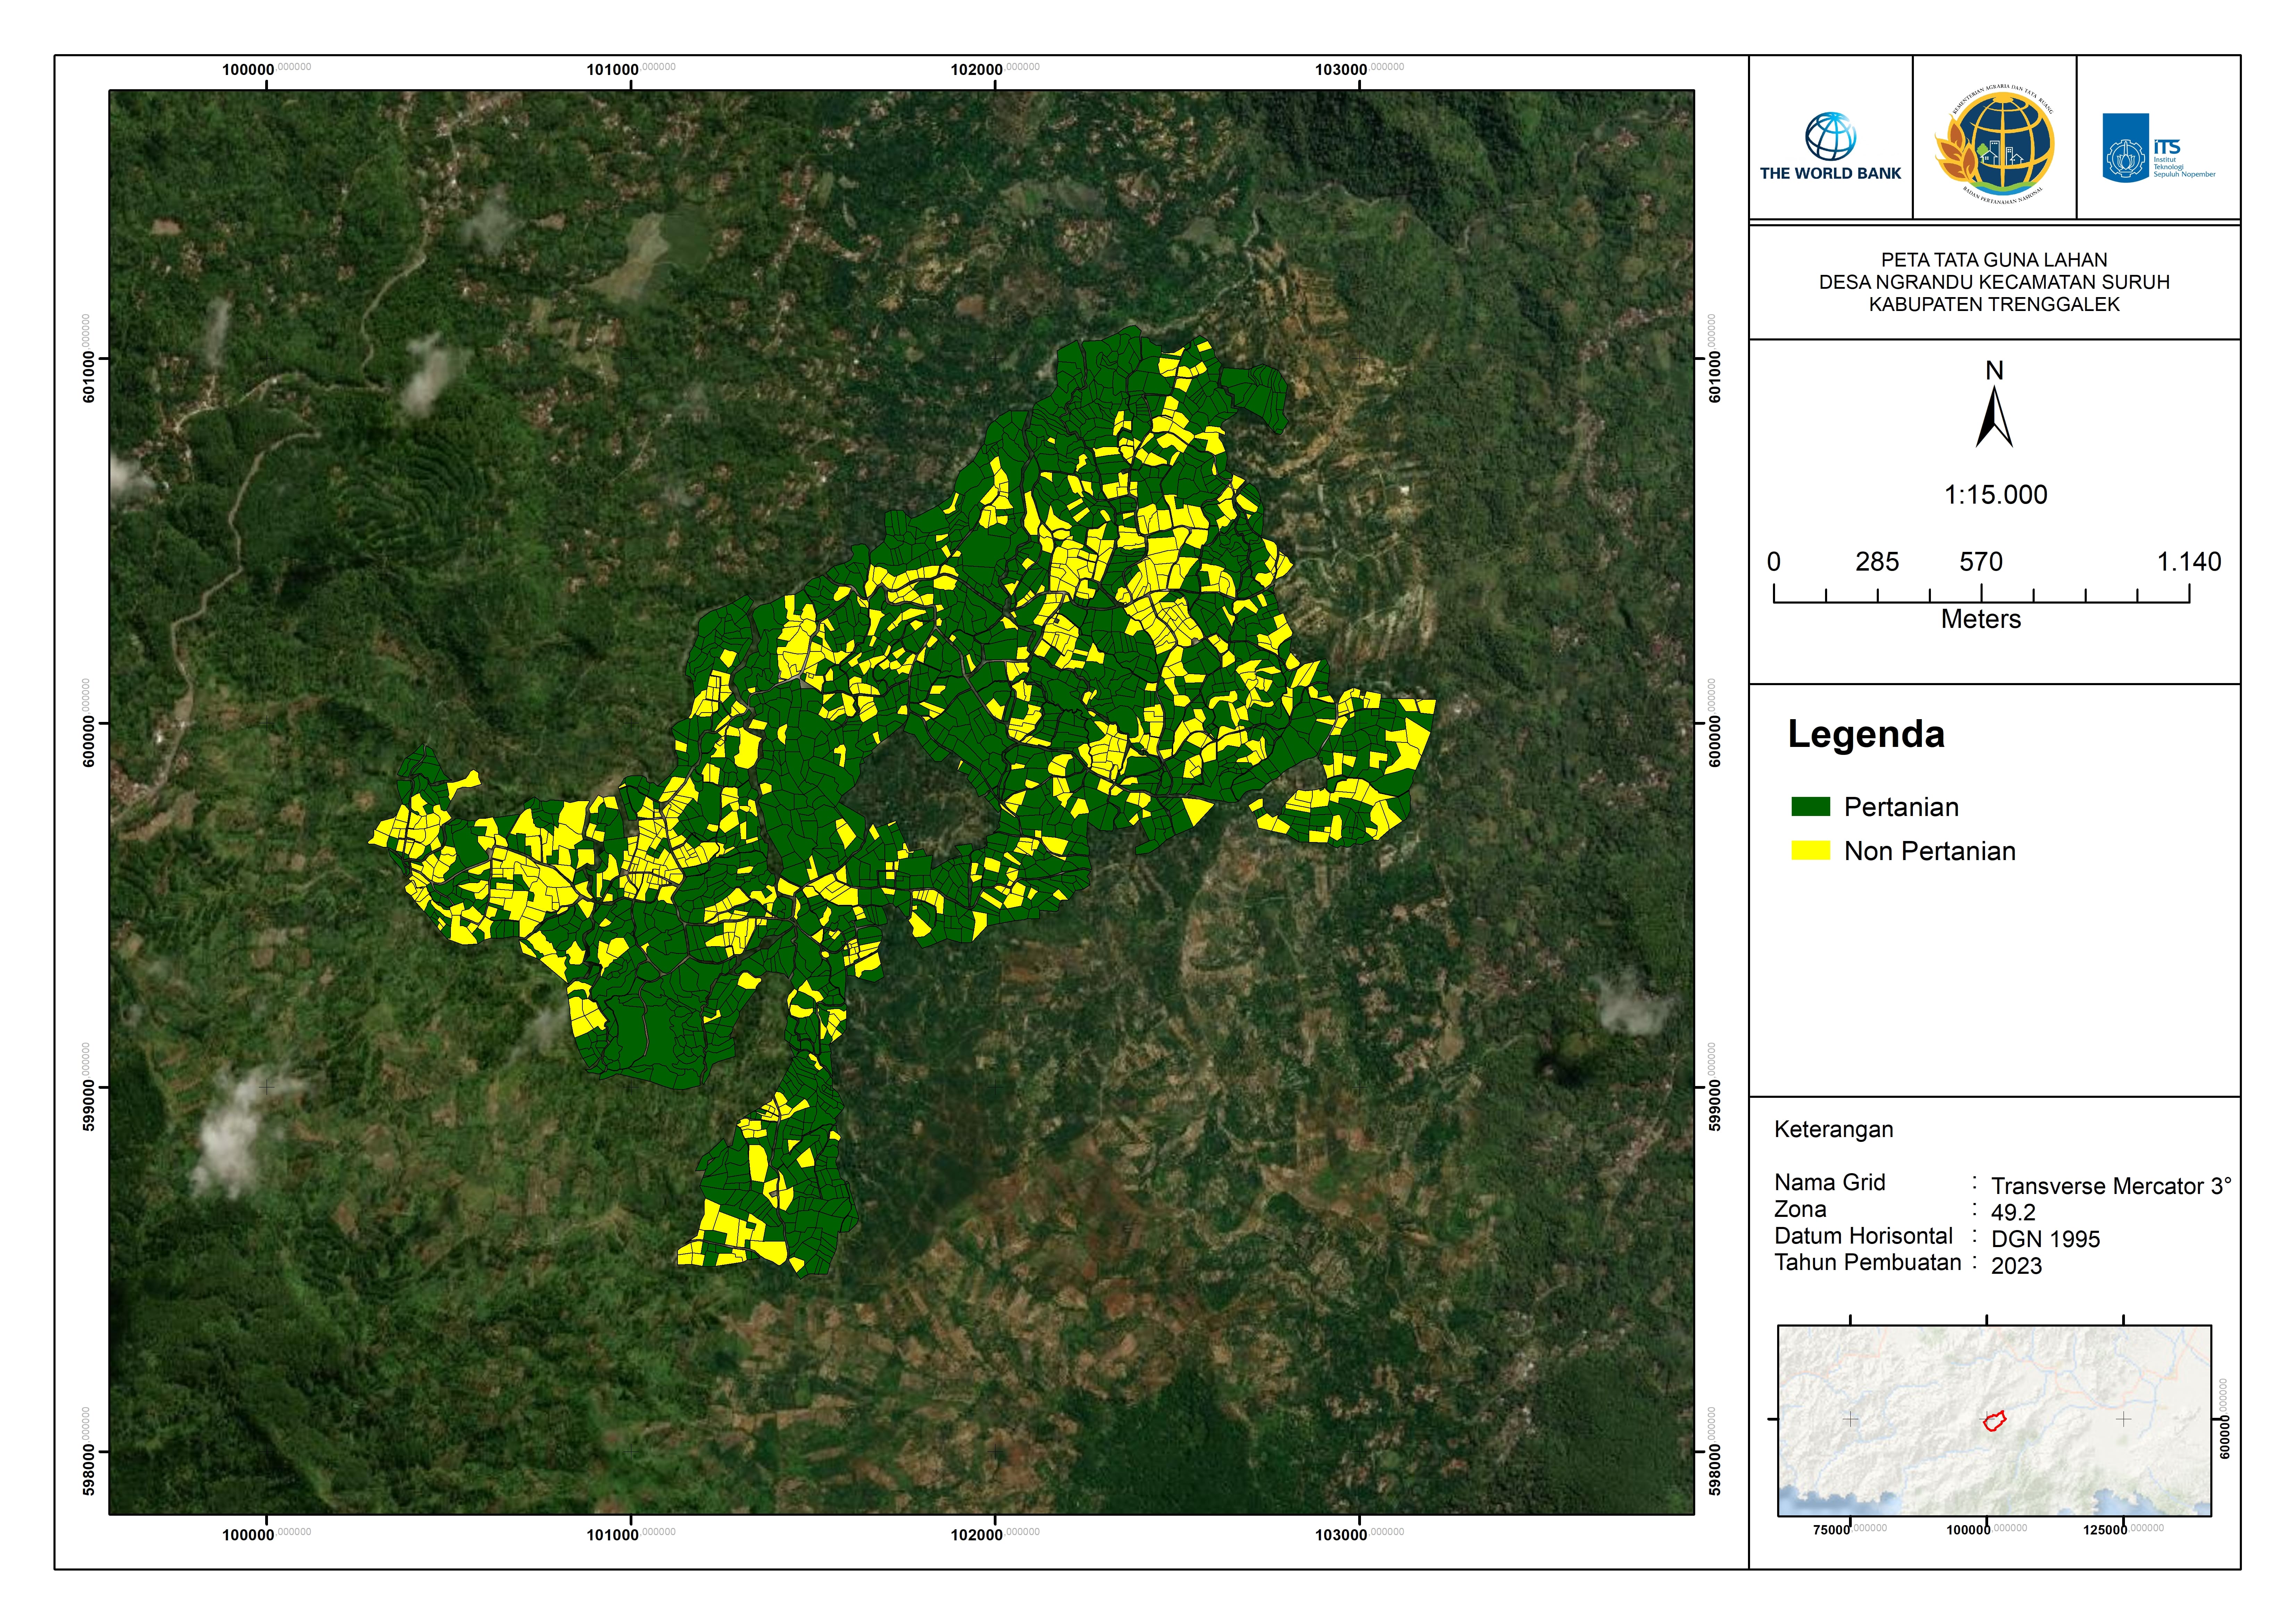 100000.000000 101000.000000 102000.000000 103000.000000
601000.000000
600000.000000
599000.000000
598000.000000
601000.000000
600000.000000
599000.000000
598000.000000
100000.000000 101000.000000 102000.000000 103000.000000
THE WORLD BANK
KEMENTERIAN AGRARIA DAN TATA RUANG
BADAN PERTANAHAN NASIONAL
iTS
Institut
Teknologi
Sepuluh Nopember
PETA TATA GUNA LAHAN
DESA NGRANDU KECAMATAN SURUH
KABUPATEN TRENGGALEK
N
1:15.000
0 285 570 1.140
Meters
Legenda
Pertanian
Non Pertanian
Keterangan
Nama Grid : Transverse Mercator 3°
Zona : 49.2
Datum Horisontal : DGN 1995
Tahun Pembuatan : 2023
600000.000000
75000.000000 100000.000000 125000.000000